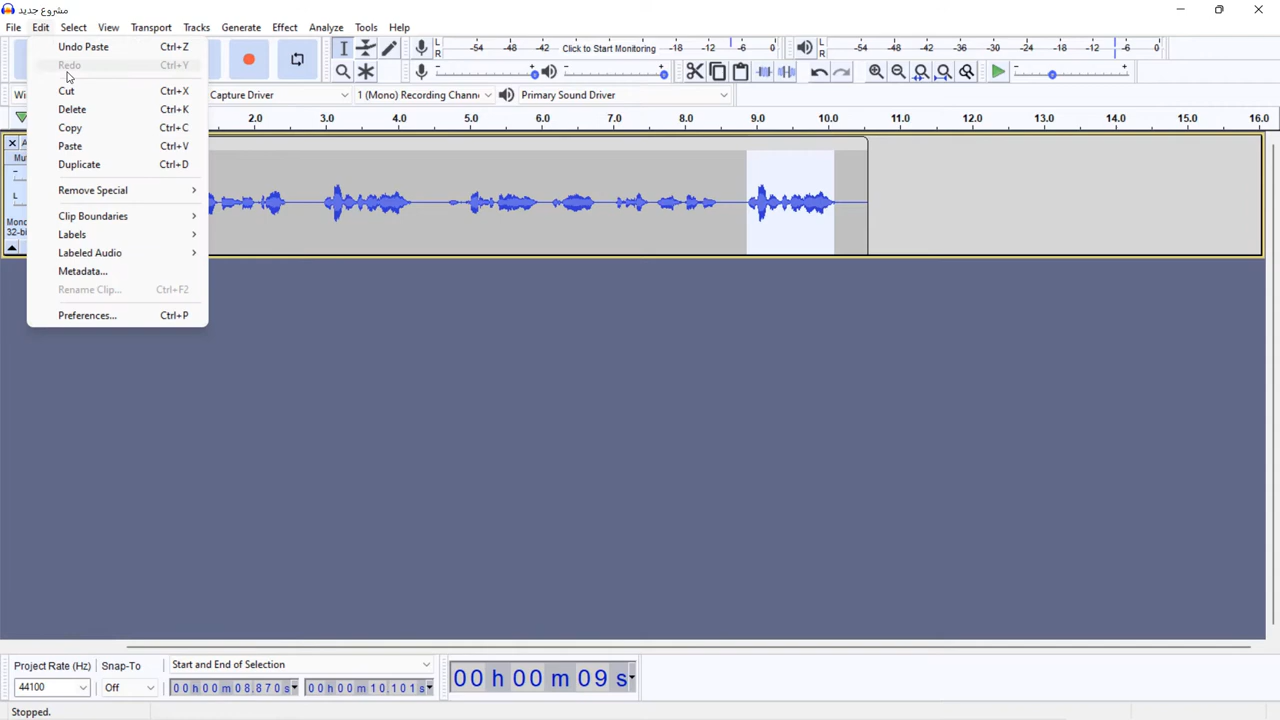 مشروع جديد
File Edit Select View Transport Tracks Generate Effect Analyze Tools Help
Undo Paste Ctrl+Z
Redo Ctrl+Y
Cut Ctrl+X
Delete Ctrl+K
Copy Ctrl+C
Paste Ctrl+V
Duplicate Ctrl+D
Remove Special
Clip Boundaries
Labels
Labeled Audio
Metadata...
Rename Clip... Ctrl+F2
Preferences... Ctrl+P
L R -54 -48 Click to Start Monitoring -18 -12 -6 0
L R -54 -48 -42 -36 -30 -24 -18 -12 -6 0
Wi Capture Driver 1 (Mono) Recording Chann Primary Sound Driver
2.0 3.0 4.0 5.0 6.0 7.0 8.0 9.0 10.0 11.0 12.0 13.0 14.0 15.0 16.0
A
Mu
L
Mono
32-bi
Project Rate (Hz) Snap-To Start and End of Selection
44100 Off 00 h 00 m 08.870 s 00 h 00 m 10.101 s
00 h 00 m 09 s
Stopped.